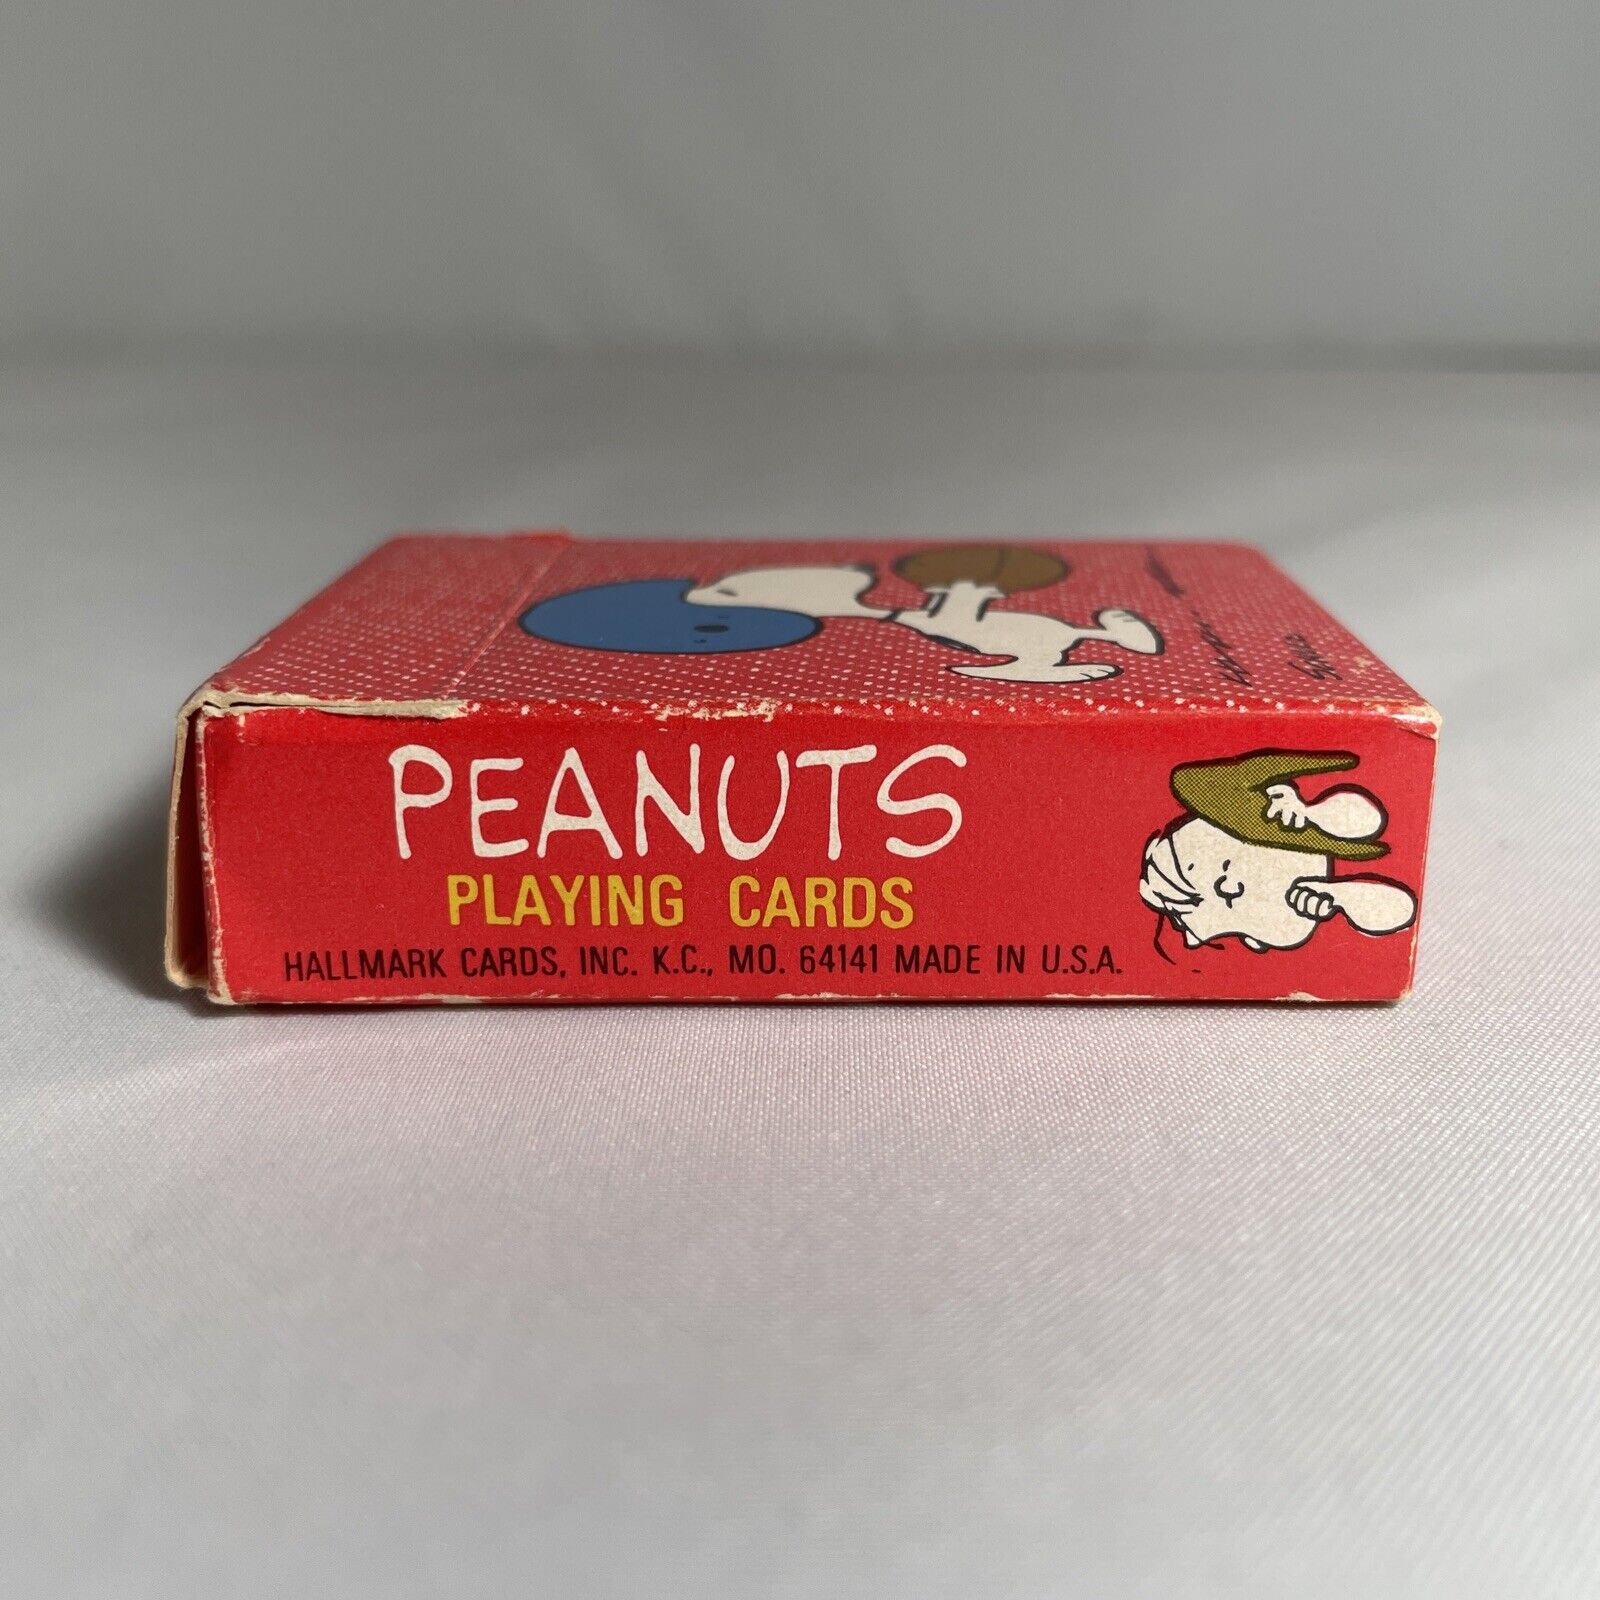 PEANUTS
PLAYING CARDS
HALLMARK CARDS, INC. K.C., MO. 64141 MADE IN U.S.A.